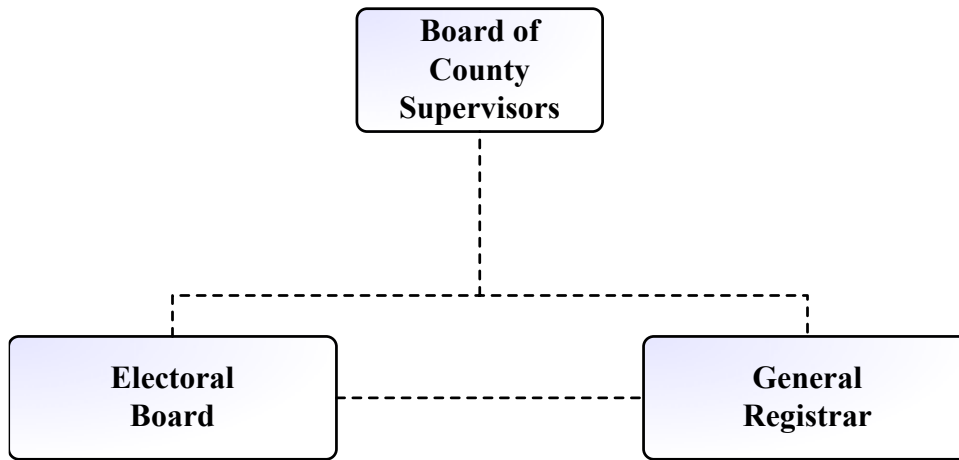 Board of
County
Supervisors
Electoral
Board
General
Registrar